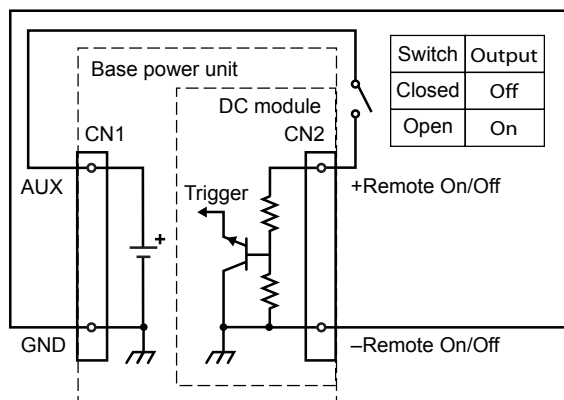 Switch Output
Closed Off
Open On
Base power unit
DC module
CN1
CN2
AUX
+Remote On/Off
Trigger
+
GND
–Remote On/Off